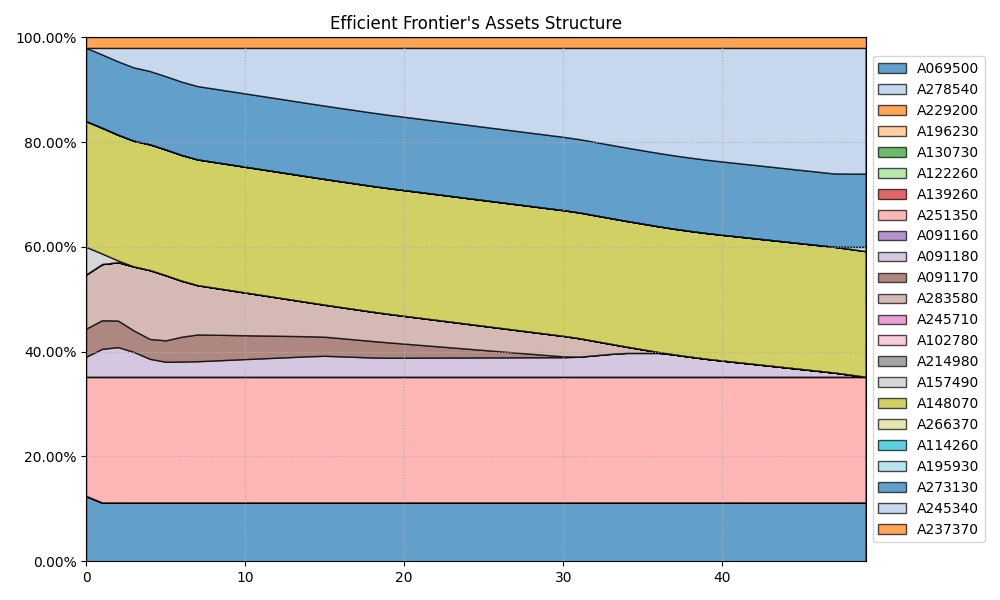 Efficient Frontier's Assets Structure
100.00%
80.00%
60.00%
40.00%
20.00%
0.00%
0
10
20
30
40
A069500
A278540
A229200
A196230
A130730
A122260
A139260
A251350
A091160
A091180
A091170
A283580
A245710
A102780
A214980
A157490
A148070
A266370
A114260
A195930
A273130
A245340
A237370